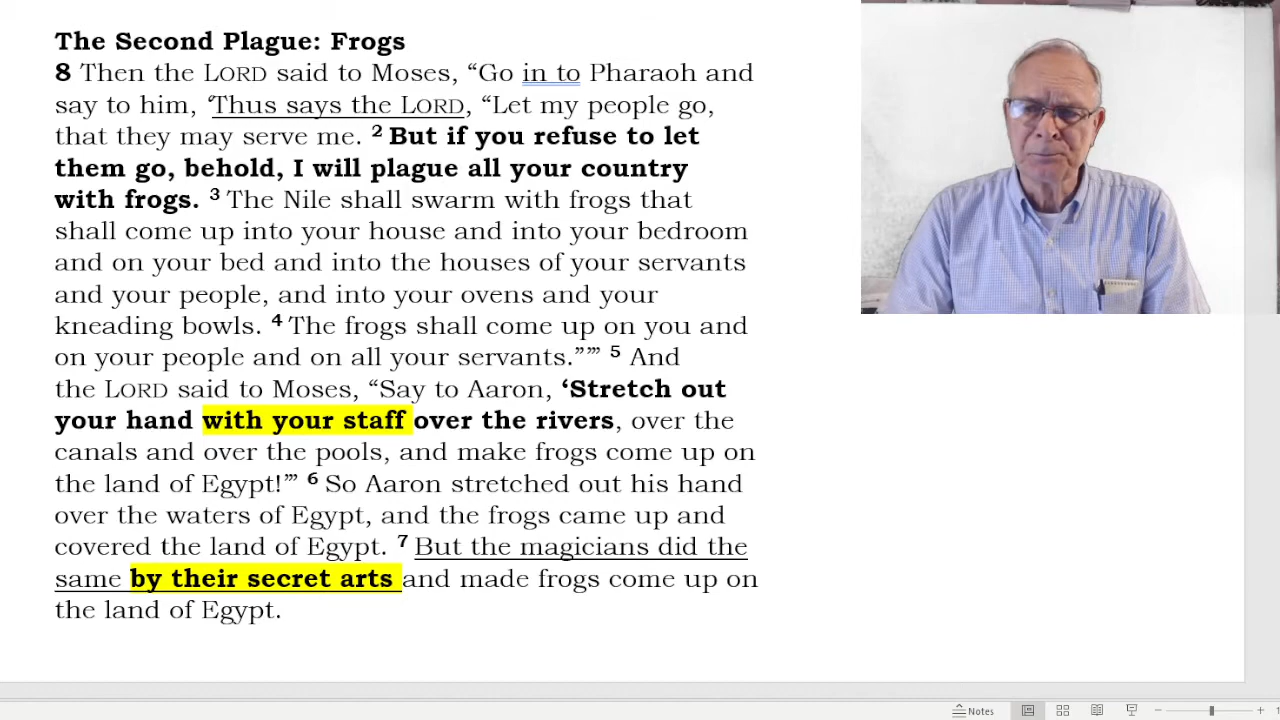 The Second Plague: Frogs
8 Then the LORD said to Moses, “Go in to Pharaoh and
say to him, ‘Thus says the LORD, “Let my people go,
that they may serve me. 2 But if you refuse to let
them go, behold, I will plague all your country
with frogs. 3 The Nile shall swarm with frogs that
shall come up into your house and into your bedroom
and on your bed and into the houses of your servants
and your people, and into your ovens and your
kneading bowls. 4 The frogs shall come up on you and
on your people and on all your servants.”’” 5 And
the LORD said to Moses, “Say to Aaron, ‘Stretch out
your hand with your staff over the rivers, over the
canals and over the pools, and make frogs come up on
the land of Egypt!’” 6 So Aaron stretched out his hand
over the waters of Egypt, and the frogs came up and
covered the land of Egypt. 7 But the magicians did the
same by their secret arts and made frogs come up on
the land of Egypt.
Notes